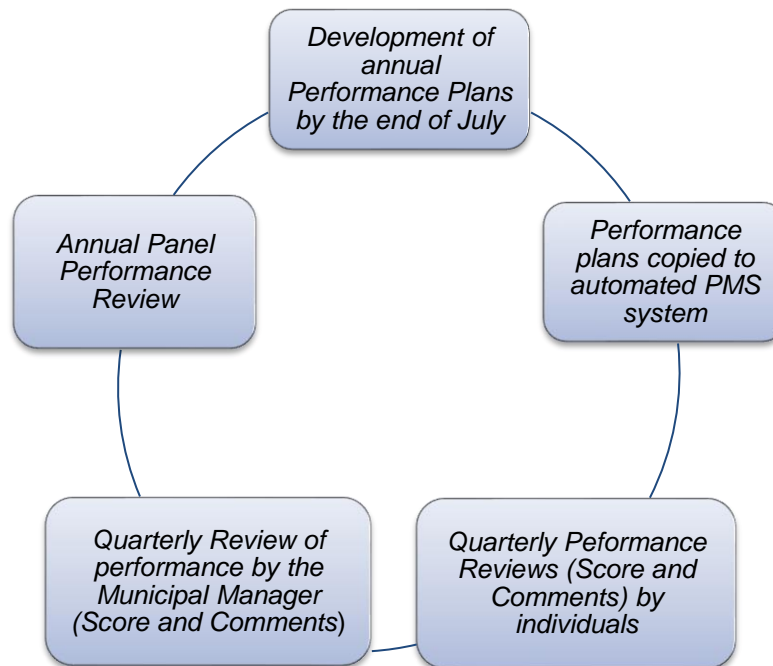 Development of
annual
Performance Plans
by the end of July
Performance
plans copied to
automated PMS
system
Quarterly Peformance
Reviews (Score and
Comments) by
individuals
Quarterly Review of
performance by the
Municipal Manager
(Score and Comments)
Annual Panel
Performance
Review